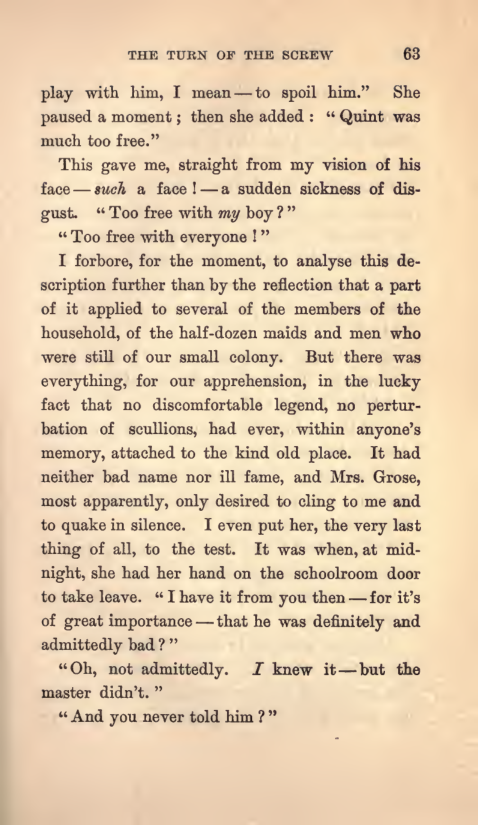 THE TURN OF THE SCREW 63
play with him, I mean — to spoil him.” She
paused a moment ; then she added : “ Quint was
much too free.”
This gave me, straight from my vision of his
face — such a face ! — a sudden sickness of dis-
gust. “ Too free with my boy ? ”
“ Too free with everyone ! ”
I forbore, for the moment, to analyse this de-
scription further than by the reflection that a part
of it applied to several of the members of the
household, of the half-dozen maids and men who
were still of our small colony. But there was
everything, for our apprehension, in the lucky
fact that no discomfortable legend, no pertur-
bation of scullions, had ever, within anyone’s
memory, attached to the kind old place. It had
neither bad name nor ill fame, and Mrs. Grose,
most apparently, only desired to cling to me and
to quake in silence. I even put her, the very last
thing of all, to the test. It was when, at mid-
night, she had her hand on the schoolroom door
to take leave. “ I have it from you then — for it’s
of great importance — that he was definitely and
admittedly bad ? ”
“ Oh, not admittedly. I knew it — but the
master didn’t. ”
“ And you never told him ? ”